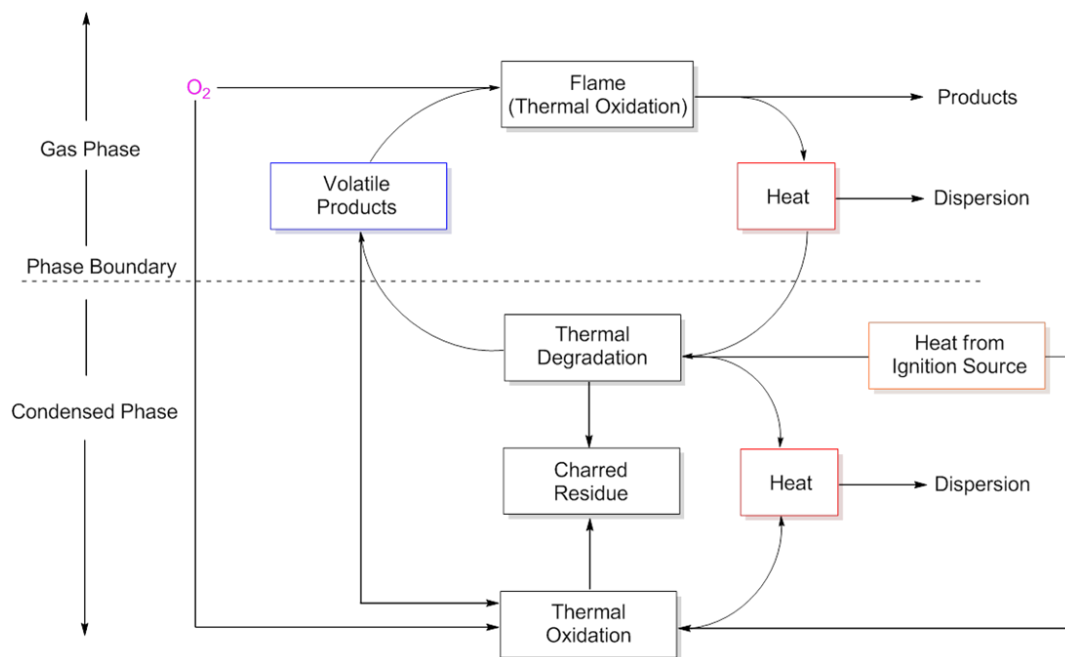 O2
Flame
(Thermal Oxidation)
Products
Gas Phase
Volatile
Products
Heat
Dispersion
Phase Boundary
Thermal
Degradation
Heat from
Ignition Source
Condensed Phase
Charred
Residue
Heat
Dispersion
Thermal
Oxidation